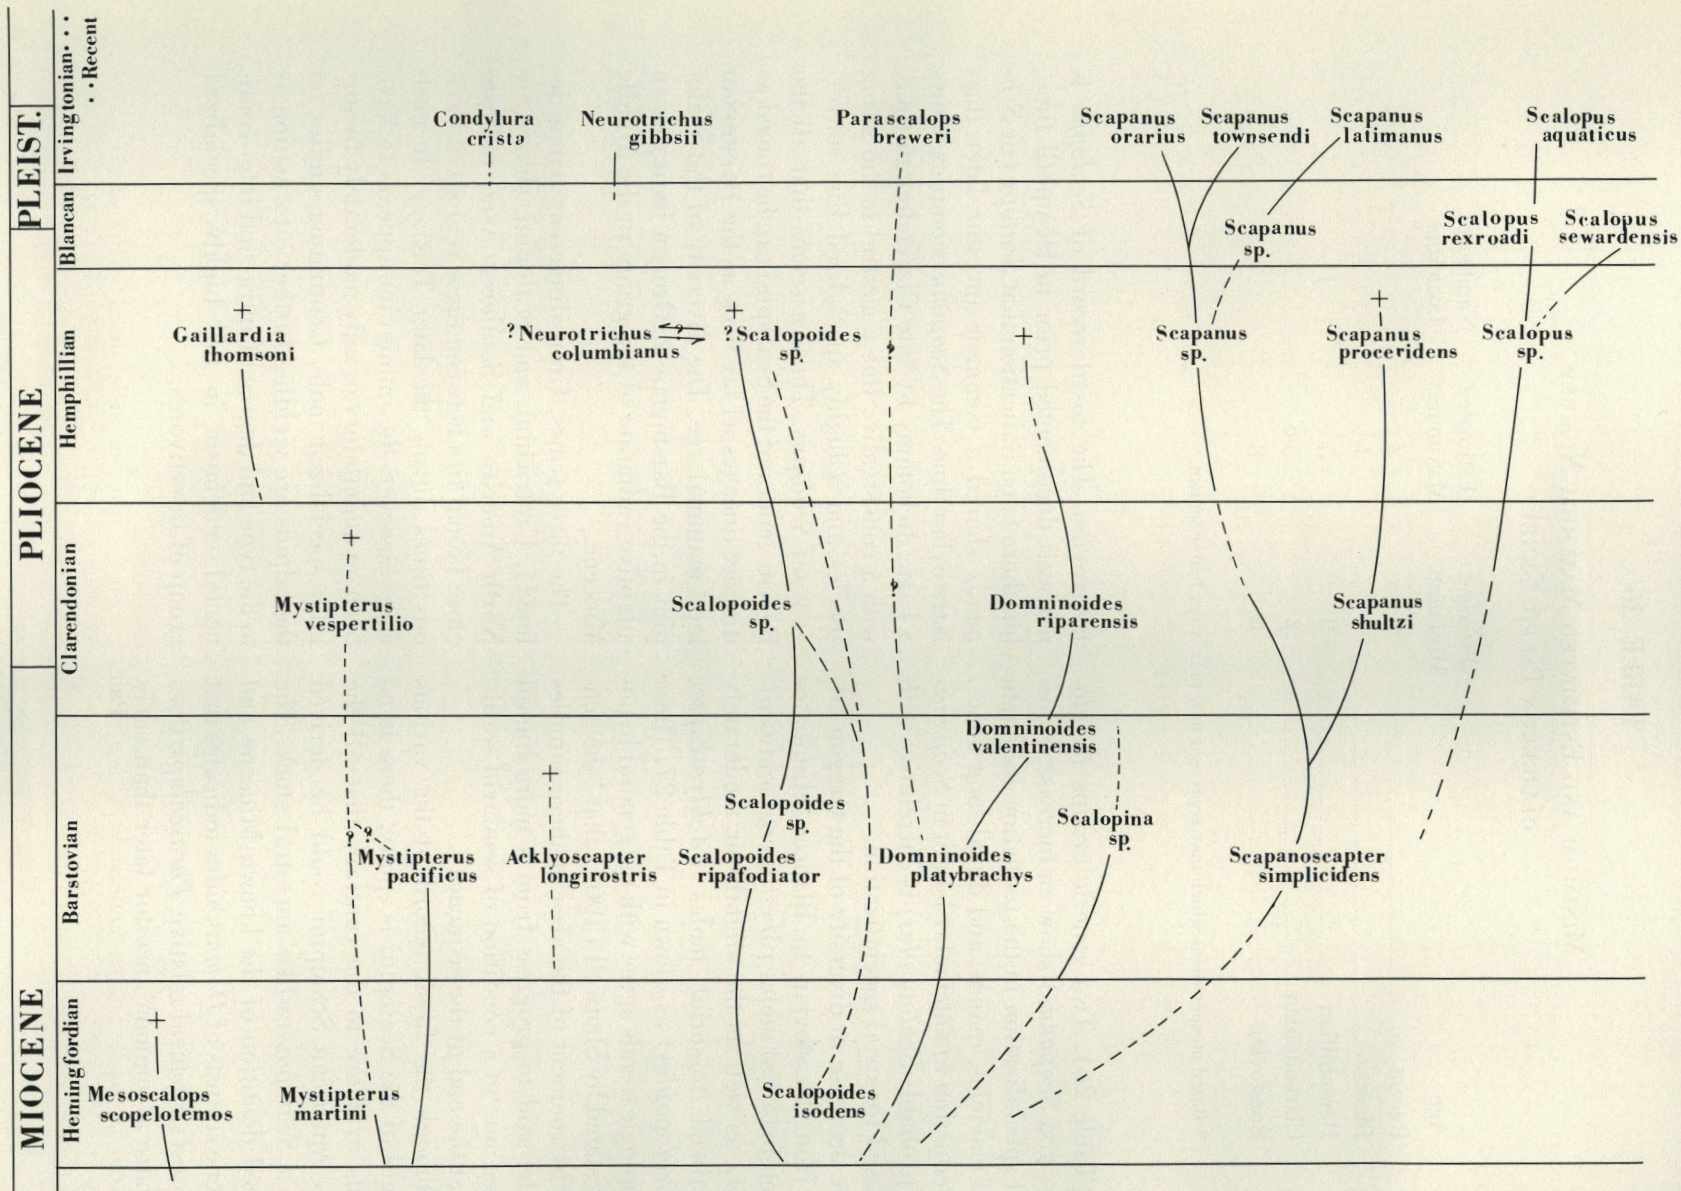 PLEIST.
PLIOCENE
MIOCENE
Irvingtonian· · ·
· ·Recent
Blancan
Hemphillian
Clarendonian
Barstovian
Hemingfordian
Condylura
crista
Neurotrichus
gibbsii
Parascalops
breweri
Scapanus
orarius
Scapanus
townsendi
Scapanus
latimanus
Scalopus
aquaticus
Scapanus
sp.
Scalopus
rexroadi
Scalopus
sewardensis
+
Gaillardia
thomsoni
?Neurotrichus
columbianus
?
+
?Scalopoides
sp.
?
+
Scapanus
sp.
+
Scapanus
proceridens
Scalopus
sp.
+
Mystipterus
vespertilio
Scalopoides
sp.
?
Domninoides
riparensis
Scapanus
shultzi
Domninoides
valentinensis
+
Scalopoides
sp.
Scalopina
sp.
? ?
Mystipterus
pacificus
Acklyoscapter
longirostris
Scalopoides
ripafodiator
Domninoides
platybrachys
Scapanoscapter
simplicidens
+
Mesoscalops
scopelotemos
Mystipterus
martini
Scalopoides
isodens